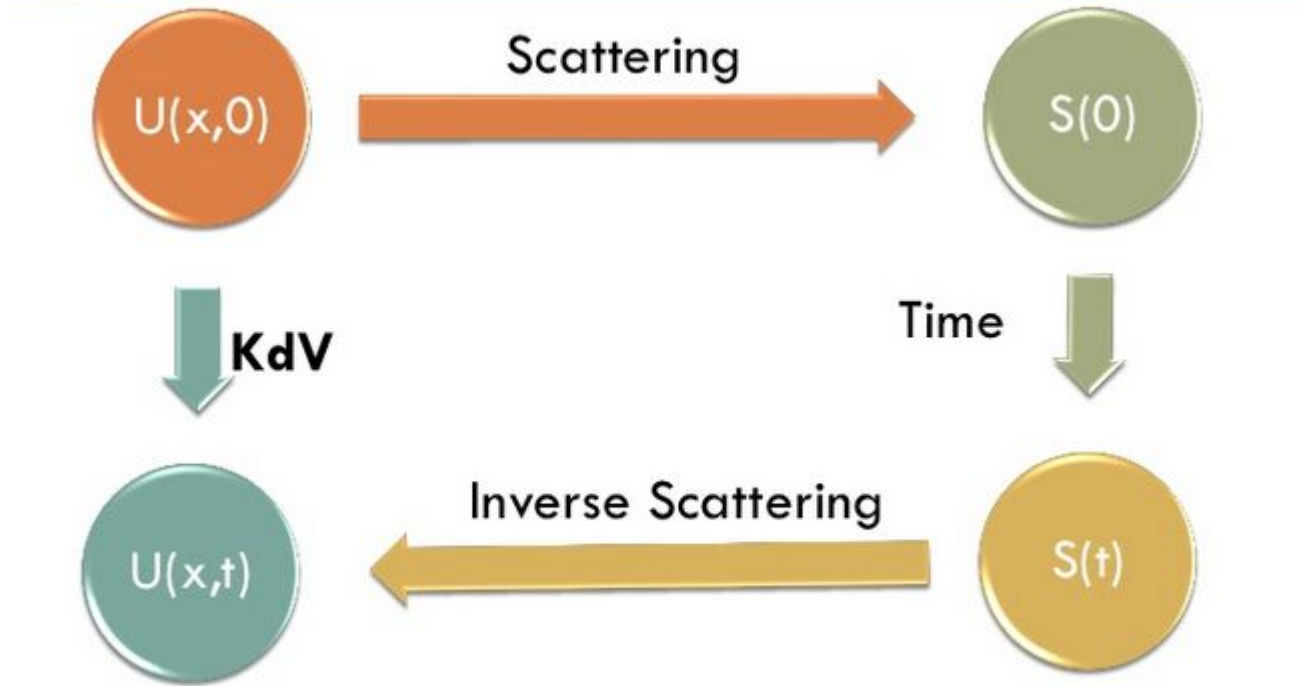 Scattering
U(x,0)
S(0)
KdV
Time
Inverse Scattering
U(x,t)
S(t)